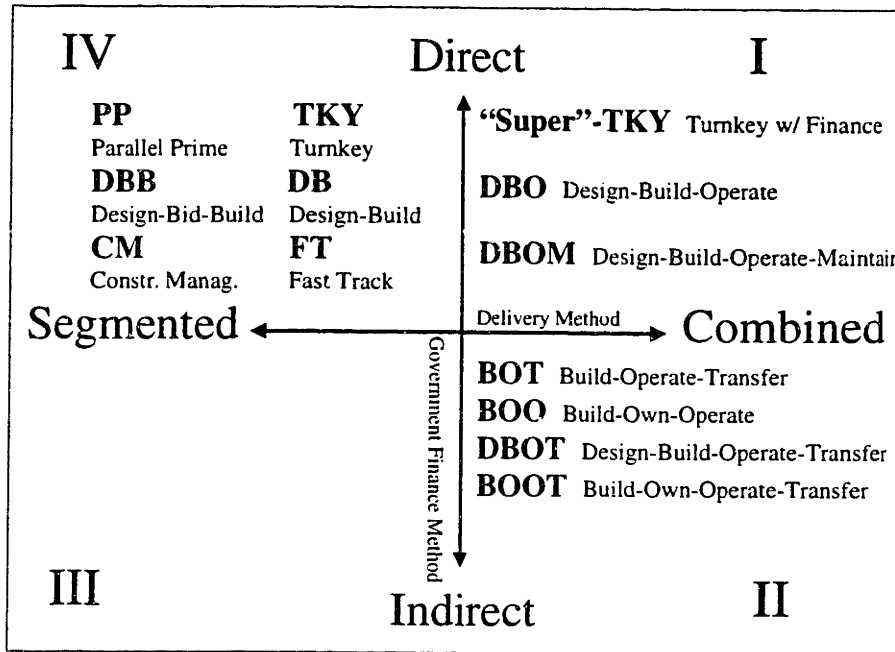 IV
Direct
I
PP
TKY
"Super"-TKY Turnkey w/ Finance
Parallel Prime
Turnkey
DBB
DB
DBO Design-Build-Operate
Design-Bid-Build
Design-Build
CM
FT
DBOM Design-Build-Operate-Maintain
Constr. Manag.
Fast Track
Segmented
Delivery Method
Combined
Government Finance Method
BOT Build-Operate-Transfer
BOO Build-Own-Operate
DBOT Design-Build-Operate-Transfer
BOOT Build-Own-Operate-Transfer
III
Indirect
II